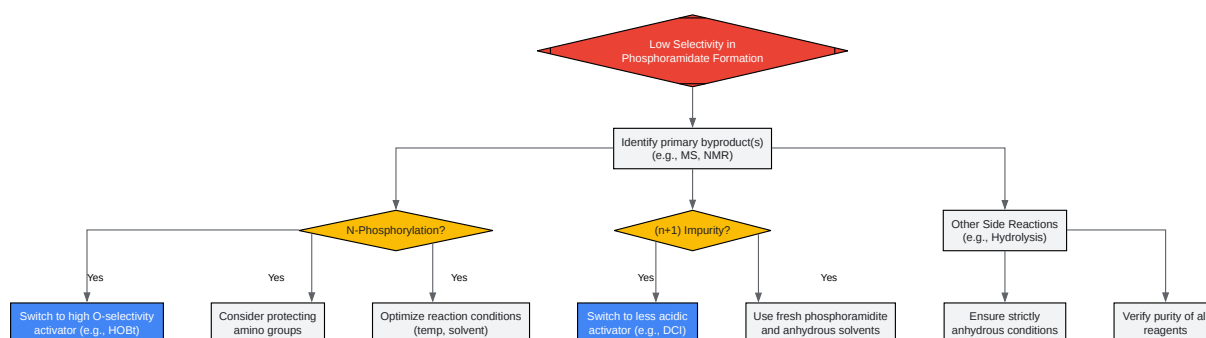 Low Selectivity in
Phosphoramidate Formation
Identify primary byproduct(s)
(e.g., MS, NMR)
N-Phosphorylation?
(n+1) Impurity?
Other Side Reactions
(e.g., Hydrolysis)
Yes
Yes
Yes
Yes
Yes
Switch to high O-selectivity
activator (e.g., HOBt)
Consider protecting
amino groups
Optimize reaction conditions
(temp, solvent)
Switch to less acidic
activator (e.g., DCI)
Use fresh phosphoramidite
and anhydrous solvents
Ensure strictly
anhydrous conditions
Verify purity of al
reagents